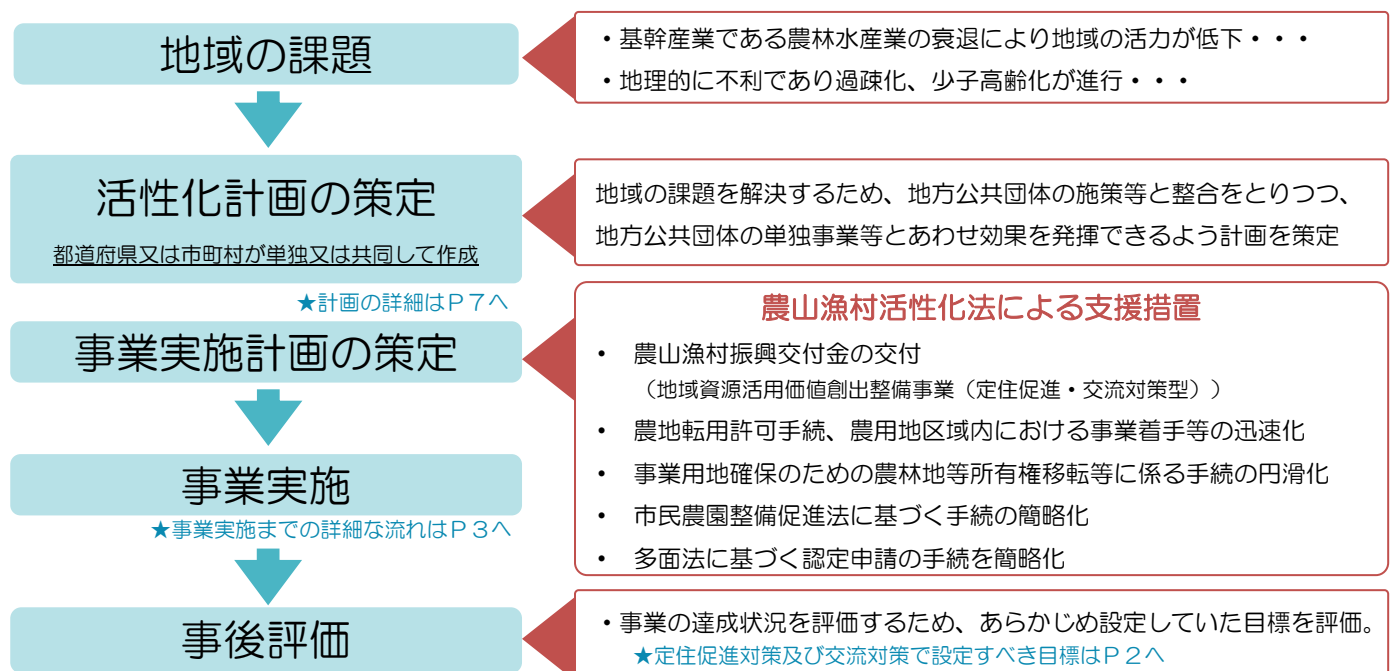 地域の課題
・基幹産業である農林水産業の衰退により地域の活力が低下・・・
・地理的に不利であり過疎化、少子高齢化が進行・・・
活性化計画の策定
都道府県又は市町村が単独又は共同して作成
地域の課題を解決するため、地方公共団体の施策等と整合をとりつつ、
地方公共団体の単独事業等とあわせ効果を発揮できるよう計画を策定
★計画の詳細はP7へ
事業実施計画の策定
農山漁村活性化法による支援措置
・ 農山漁村振興交付金の交付
(地域資源活用価値創出整備事業(定住促進・交流対策型))
・ 農地転用許可手続、農用地区域内における事業着手等の迅速化
・ 事業用地確保のための農林地等所有権移転等に係る手続の円滑化
・ 市民農園整備促進法に基づく手続の簡略化
・ 多面法に基づく認定申請の手続を簡略化
事業実施
★事業実施までの詳細な流れはP3へ
事後評価
・事業の達成状況を評価するため、あらかじめ設定していた目標を評価。
★定住促進対策及び交流対策で設定すべき目標はP2へ